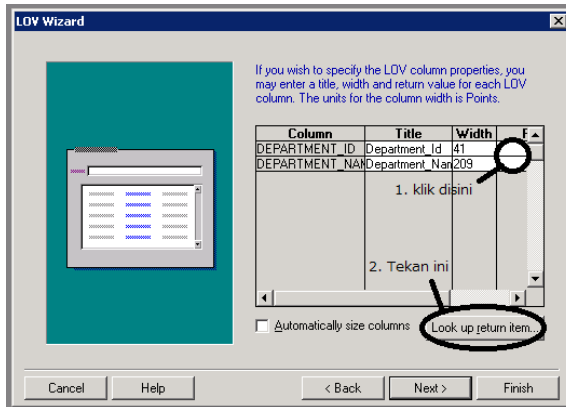 LOV Wizard
If you wish to specify the LOV column properties, you
may enter a title, width and return value for each LOV
column. The units for the column width is Points.
Column Title Width
DEPARTMENT_ID Department_Id 41
DEPARTMENT_NAM Department_Nan 209
1. klik disini
2. Tekan ini
Automatically size columns Look up return item...
Cancel Help < Back Next > Finish